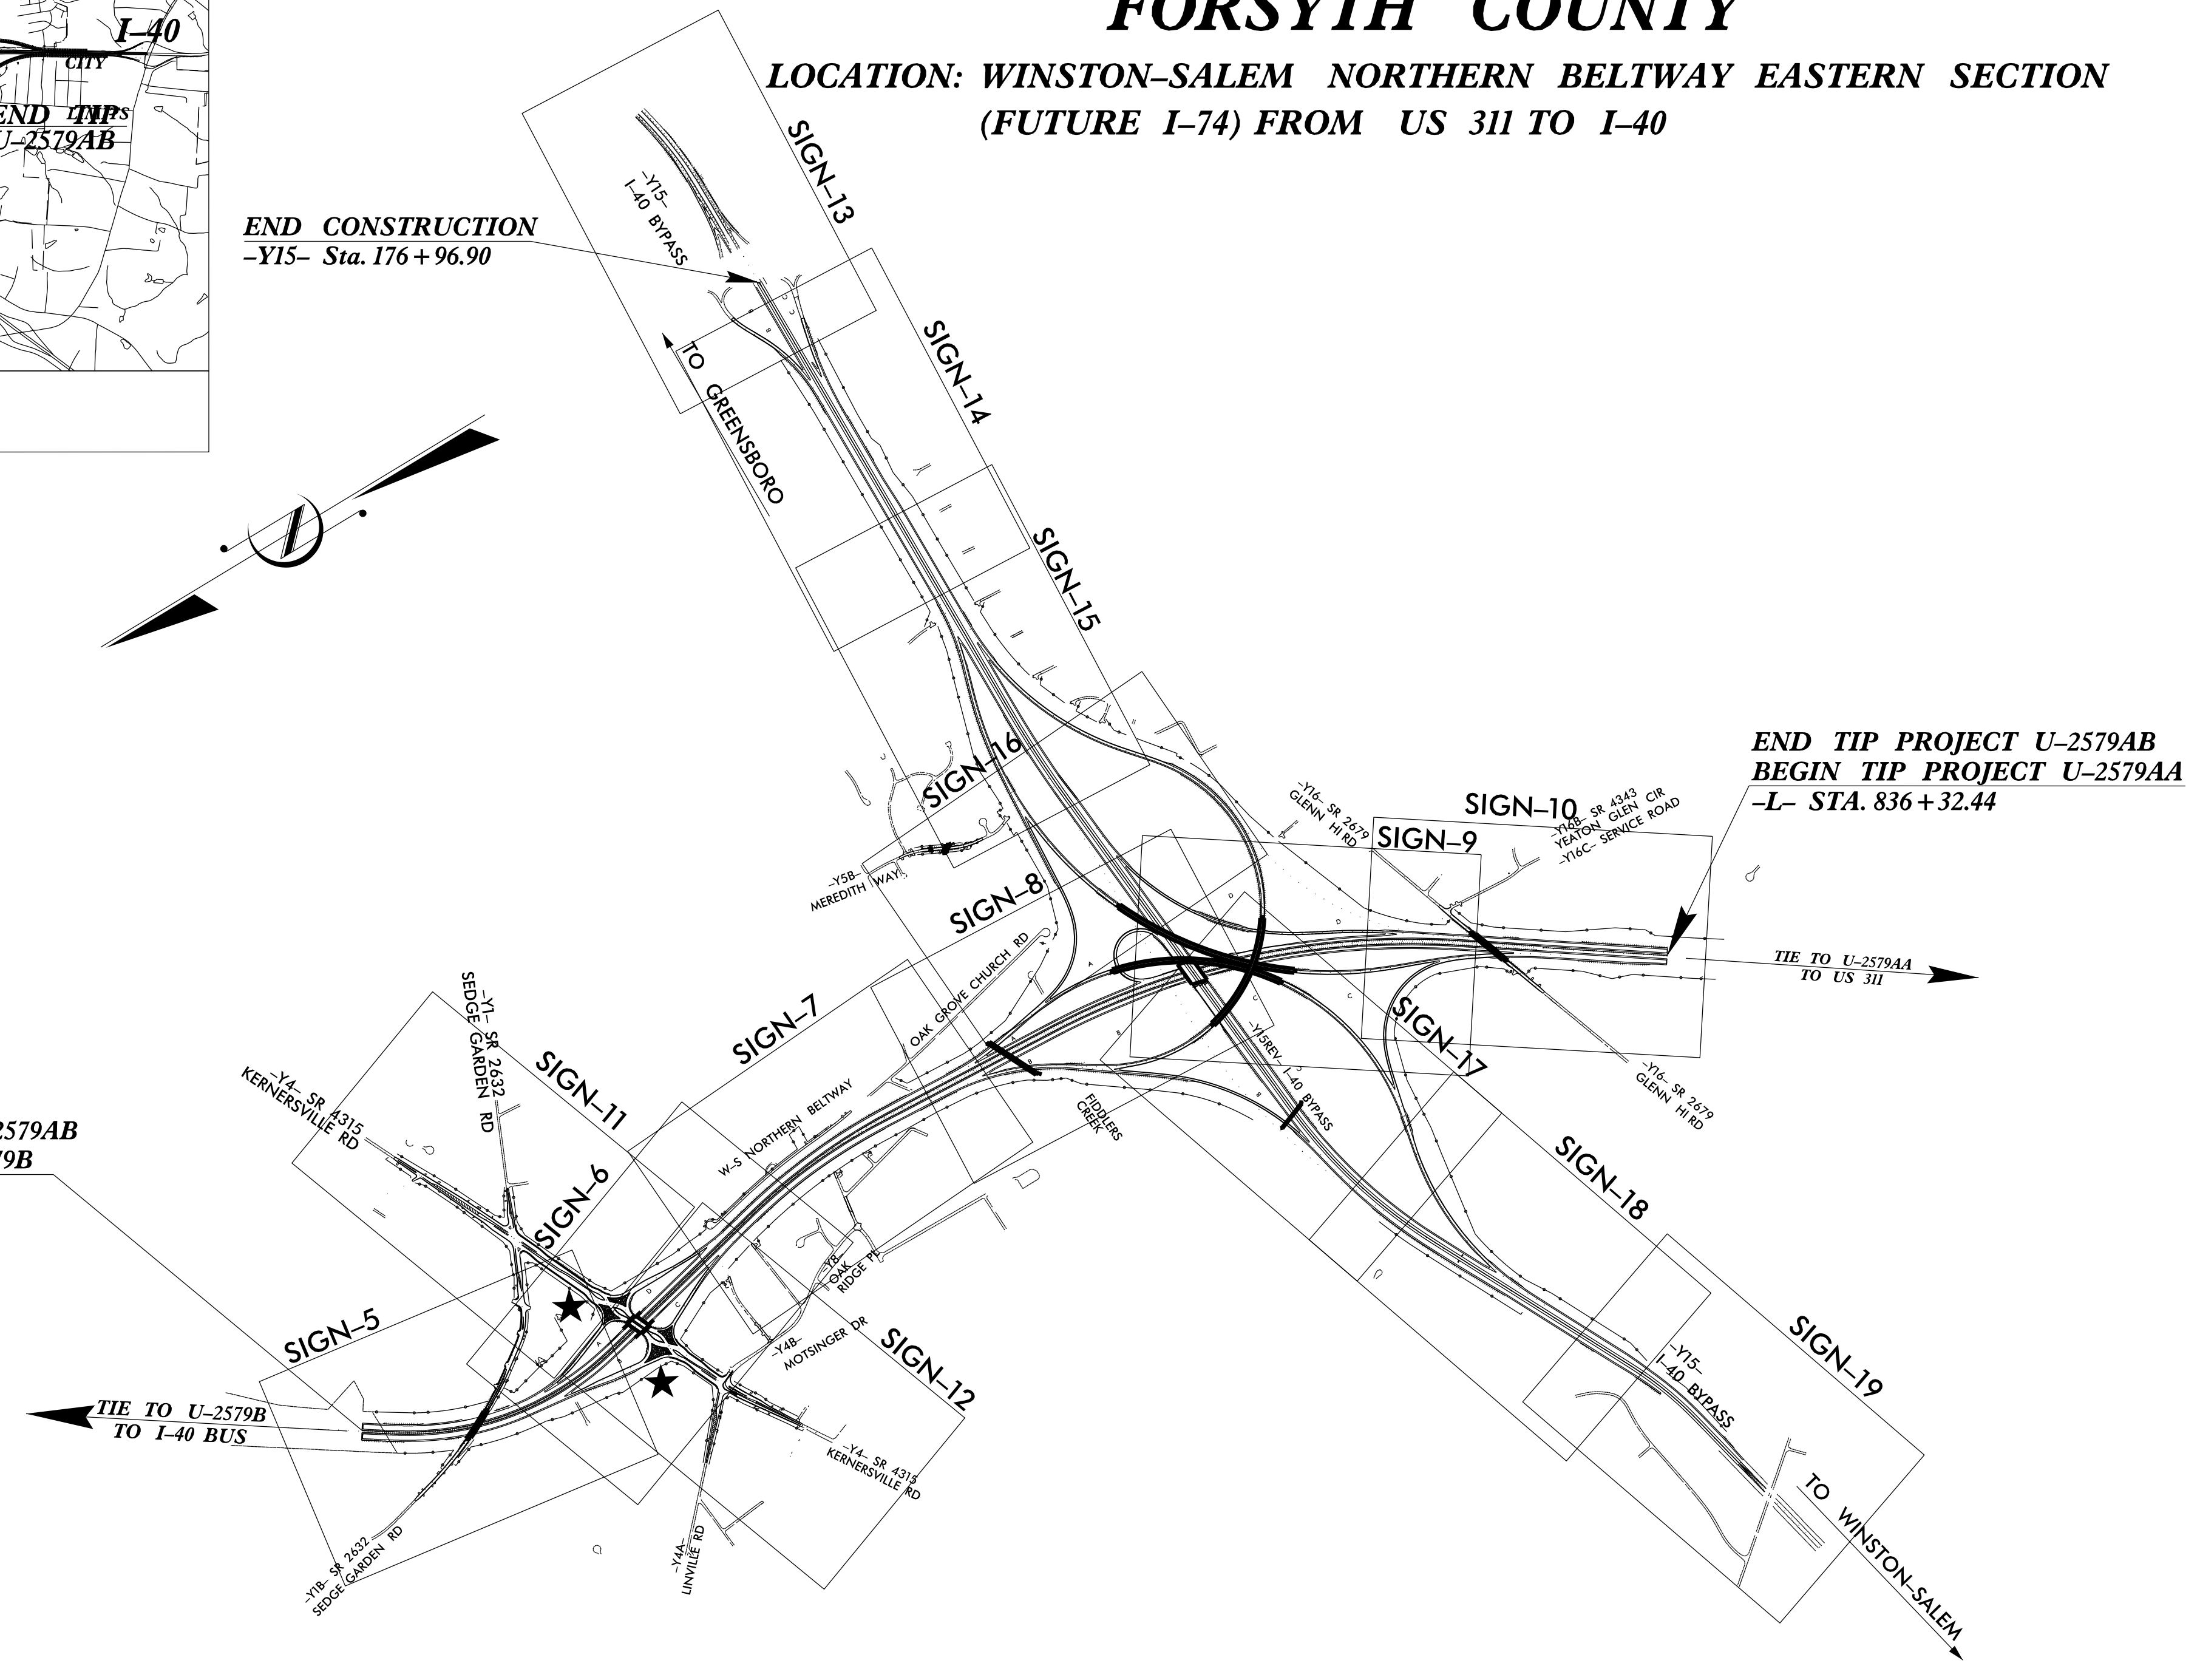 FORSYTH COUNTY
LOCATION: WINSTON–SALEM NORTHERN BELTWAY EASTERN SECTION
(FUTURE I–74) FROM US 311 TO I–40
I–40
CITY
LIMITS
END TIP
U–2579AB
SIGN–13
–Y15–
I–40 BYPASS
END CONSTRUCTION
–Y15– Sta. 176+96.90
TO GREENSBORO
SIGN–14
SIGN–15
SIGN–16
–Y5B–
MEREDITH WAY
SIGN–8
OAK GROVE CHURCH RD
–Y16– SR 2679
GLENN HI RD
SIGN–10
SIGN–9
–Y16B– SR 4343
YEATON GLEN CIR
–Y16C– SERVICE ROAD
END TIP PROJECT U–2579AB
BEGIN TIP PROJECT U–2579AA
–L– STA. 836+32.44
TIE TO U–2579AA
TO US 311
SIGN–17
–Y16– SR 2679
GLENN HI RD
–Y15REV– I–40 BYPASS
FIDDLERS
CREEK
SIGN–7
W–S NORTHERN BELTWAY
SIGN–11
–Y1– SR 2632
SEDGE GARDEN RD
–Y4– SR 4315
KERNERSVILLE RD
SIGN–6
2579AB
79B
SIGN–5
TIE TO U–2579B
TO I–40 BUS
–Y8–
OAK
RIDGE PL
–Y4B–
MOTSINGER DR
SIGN–12
–Y4– SR 4315
KERNERSVILLE RD
–Y4A–
LINVILLE RD
–Y1B– SR 2632
SEDGE GARDEN RD
SIGN–18
SIGN–19
–Y15–
I–40 BYPASS
TO WINSTON–SALEM